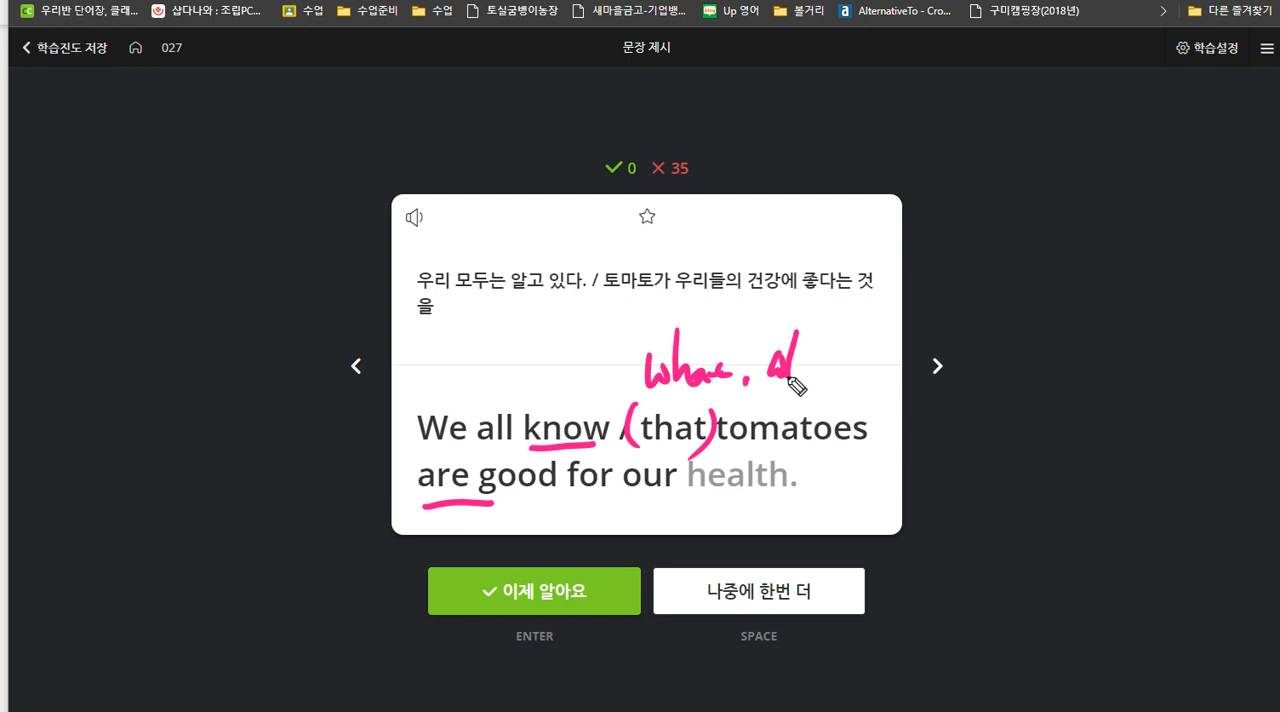 우리반 단어장, 클래... 삽다나와 : 조립PC... 수업 수업준비 수업 토실굼벵이농장 새마을금고-기업뱅... Up 영어 볼거리 AlternativeTo - Cro... 구미캠핑장(2018년) 다른 즐겨찾기
학습진도 저장 027 문장 제시 학습설정
0 35
우리 모두는 알고 있다. / 토마토가 우리들의 건강에 좋다는 것
을
We all know / (that) tomatoes
are good for our health.
이제 알아요 나중에 한번 더
ENTER SPACE